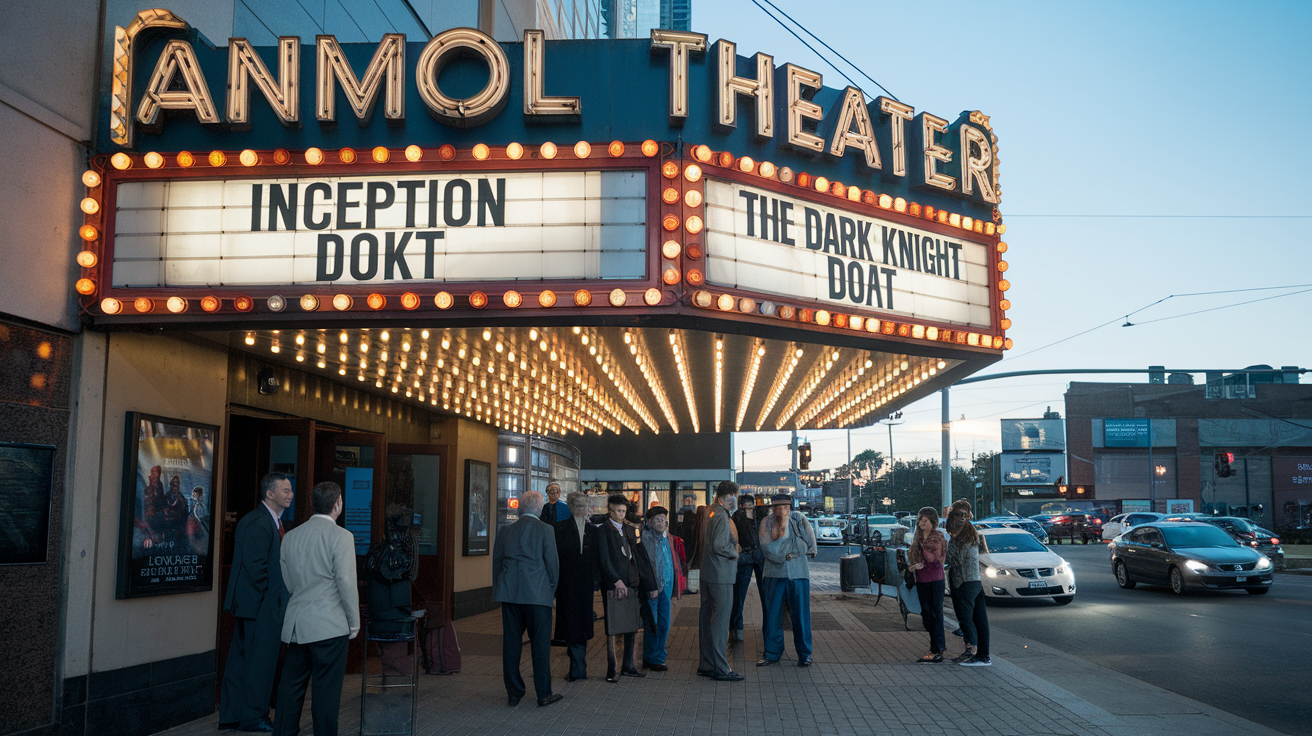 ANMOL THEATER
INCEPTION
DOKT
THE DARK KNIGHT
DOAT